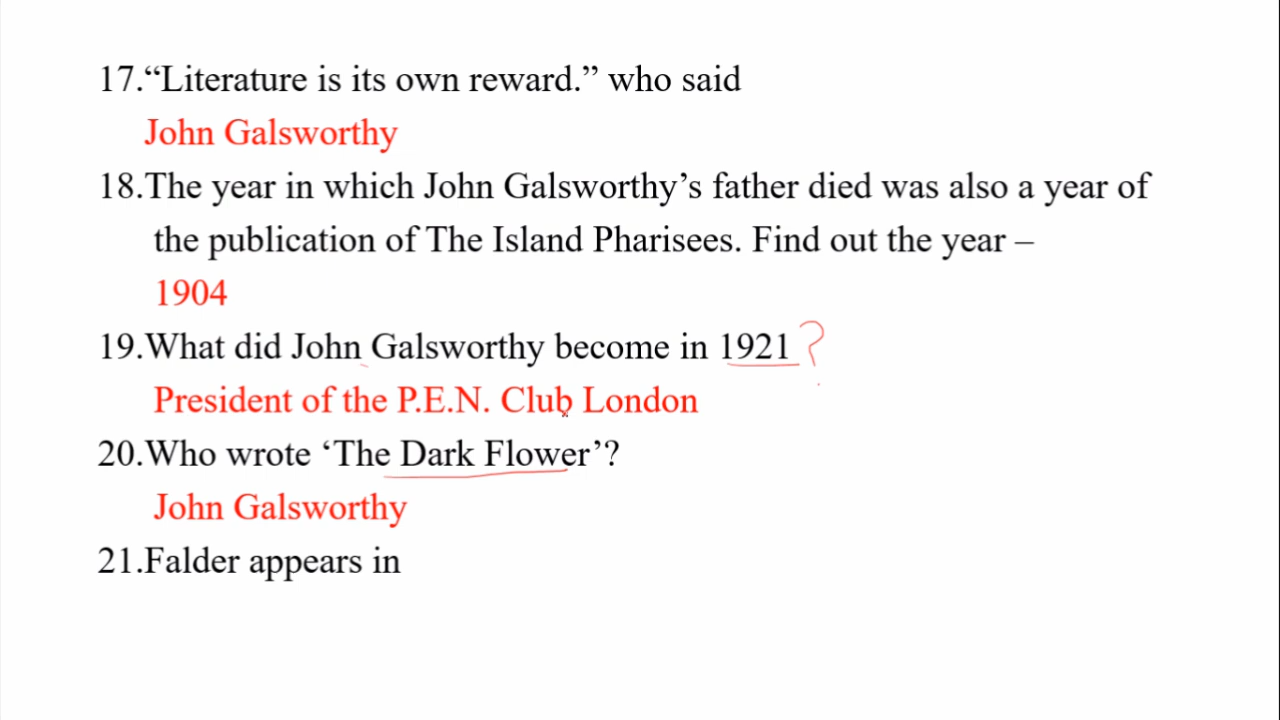 17.“Literature is its own reward.” who said
John Galsworthy
18.The year in which John Galsworthy’s father died was also a year of
the publication of The Island Pharisees. Find out the year –
1904
19.What did John Galsworthy become in 1921 ?
President of the P.E.N. Club London
20.Who wrote ‘The Dark Flower’?
John Galsworthy
21.Falder appears in